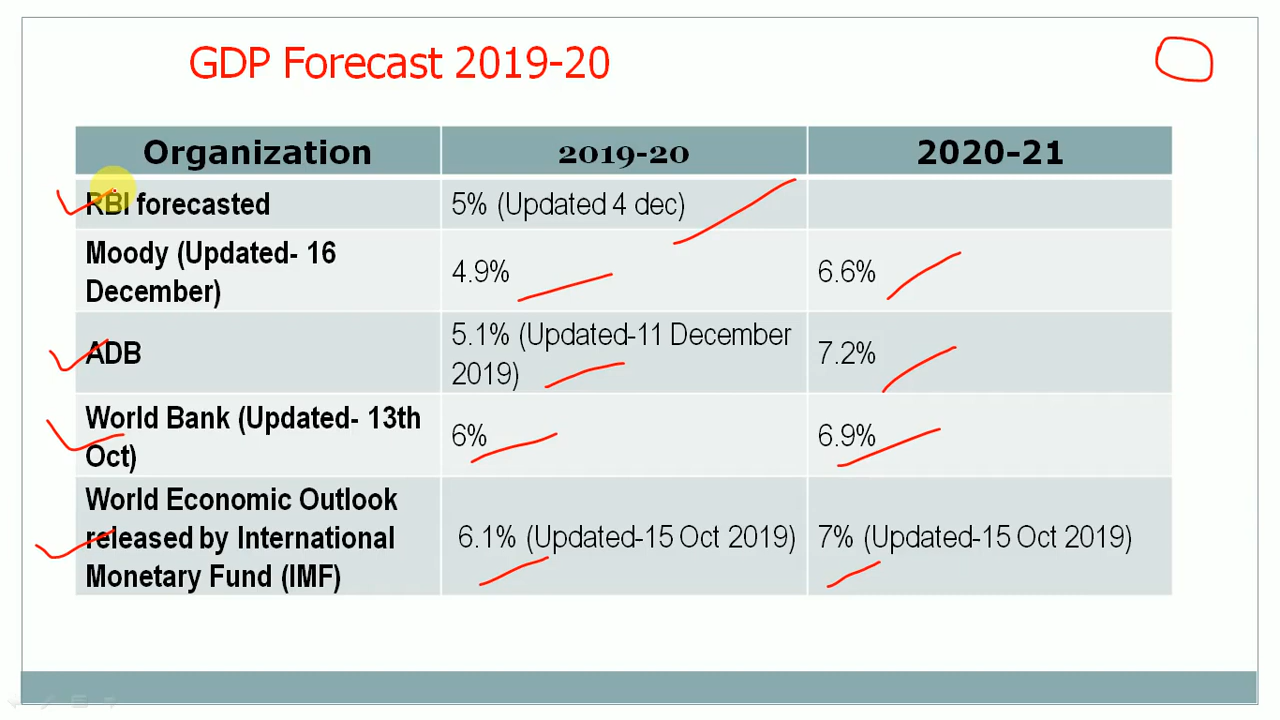 GDP Forecast 2019-20
Organization 2019-20 2020-21
RBI forecasted 5% (Updated 4 dec)
Moody (Updated- 16
December) 4.9% 6.6%
ADB 5.1% (Updated-11 December
2019) 7.2%
World Bank (Updated- 13th
Oct) 6% 6.9%
World Economic Outlook
released by International 6.1% (Updated-15 Oct 2019) 7% (Updated-15 Oct 2019)
Monetary Fund (IMF)